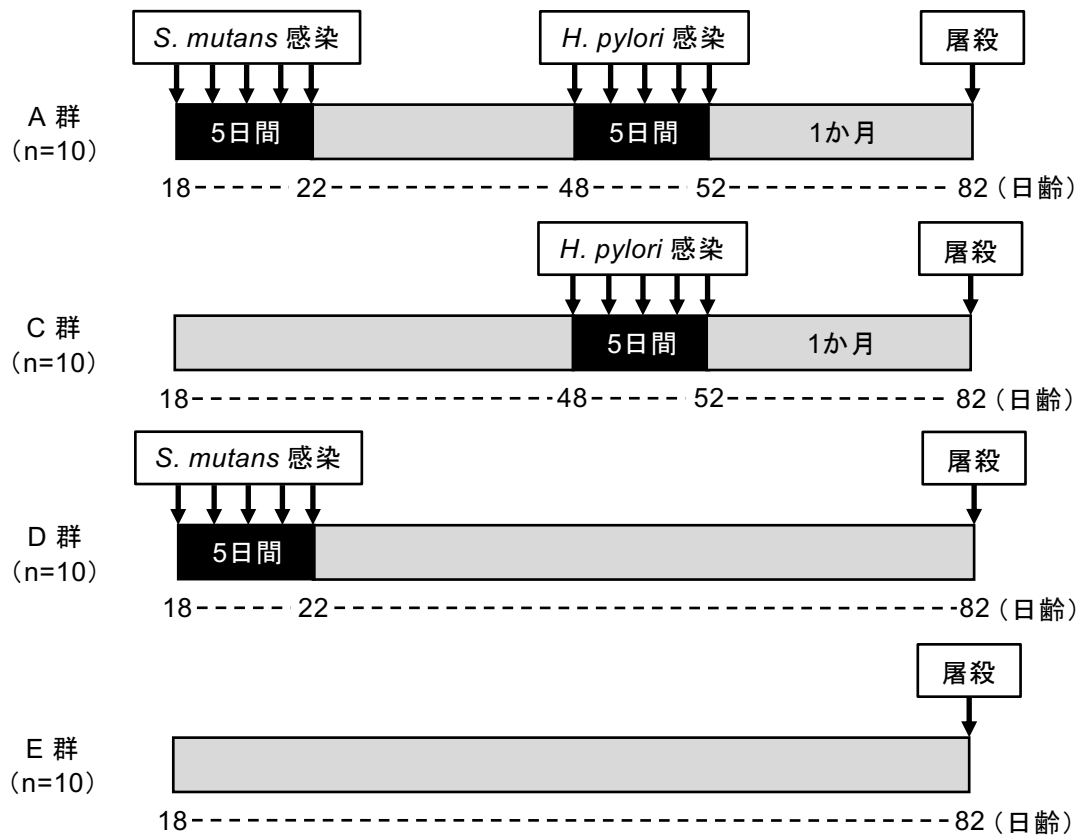 S. mutans 感染
H. pylori 感染
屠殺
A 群
(n=10)
5日間
5日間
1か月
18 22 48 52 82 (日齢)
H. pylori 感染
屠殺
C 群
(n=10)
5日間
1か月
18 48 52 82 (日齢)
S. mutans 感染
屠殺
D 群
(n=10)
5日間
18 22 82 (日齢)
屠殺
E 群
(n=10)
18 82 (日齢)